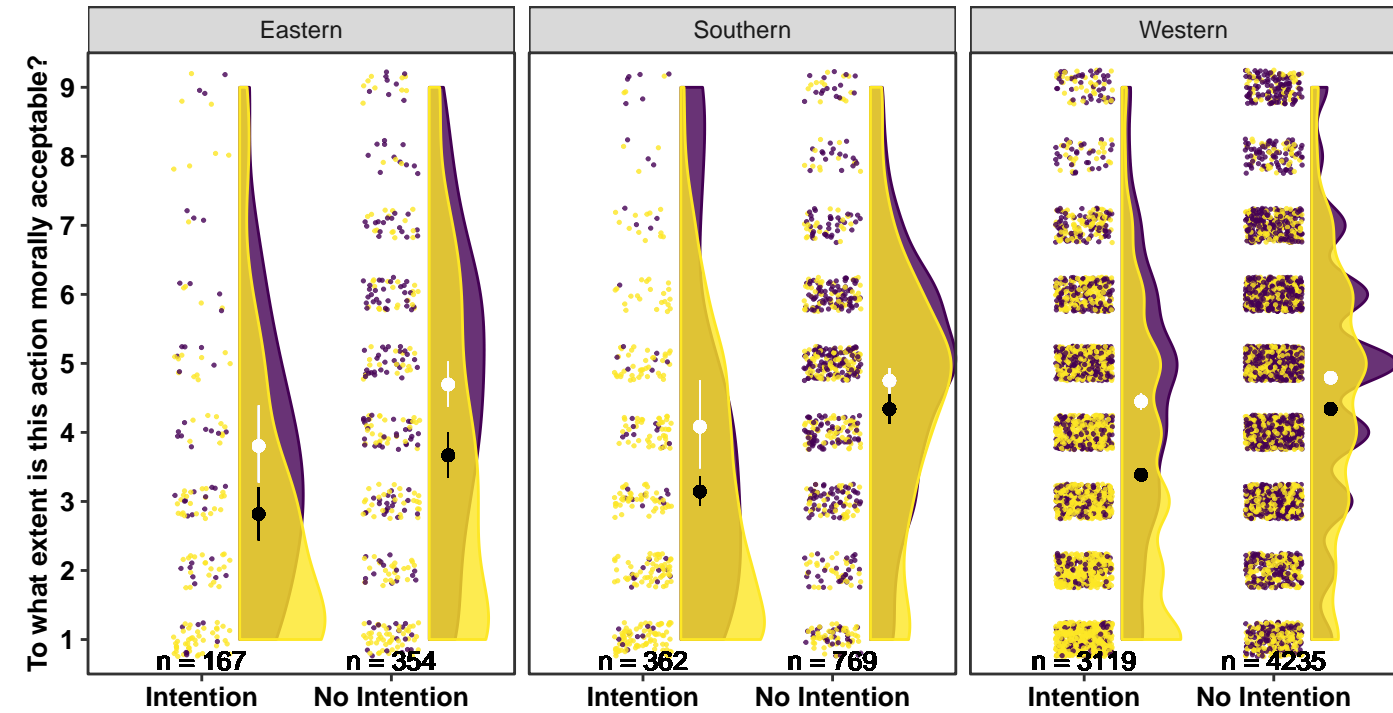 Eastern
Southern
Western
To what extent is this action morally acceptable?
9
8
7
6
5
4
3
2
1
n = 167
n = 354
n = 362
n = 769
n = 3119
n = 4235
Intention
No Intention
Intention
No Intention
Intention
No Intention